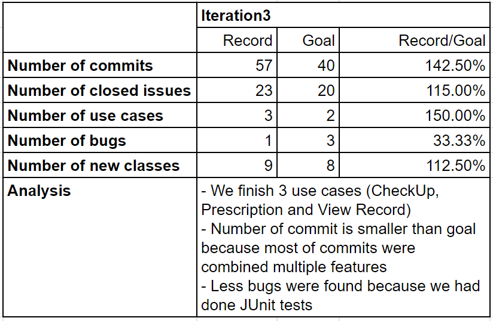 Iteration3
Record Goal Record/Goal
Number of commits 57 40 142.50%
Number of closed issues 23 20 115.00%
Number of use cases 3 2 150.00%
Number of bugs 1 3 33.33%
Number of new classes 9 8 112.50%
Analysis - We finish 3 use cases (CheckUp,
Prescription and View Record)
- Number of commit is smaller than goal
because most of commits were
combined multiple features
- Less bugs were found because we had
done JUnit tests